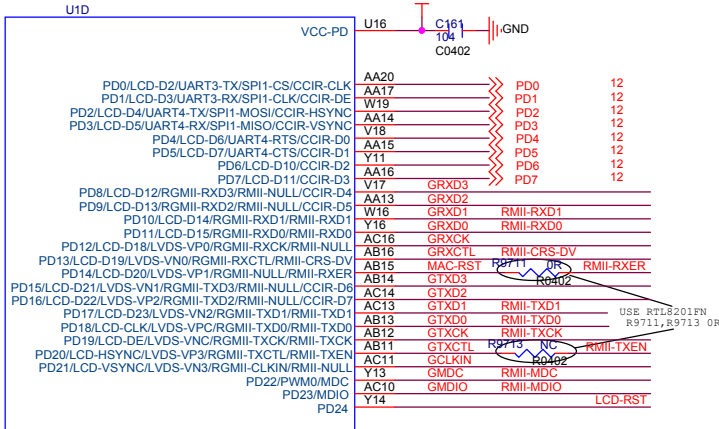 U1D
VCC-PD U16 C161 GND
104
C0402
PD0/LCD-D2/UART3-TX/SPI1-CS/CCIR-CLK AA20 PD0 12
PD1/LCD-D3/UART3-RX/SPI1-CLK/CCIR-DE AA17 PD1 12
PD2/LCD-D4/UART4-TX/SPI1-MOSI/CCIR-HSYNC W19 PD2 12
PD3/LCD-D5/UART4-RX/SPI1-MISO/CCIR-VSYNC AA14 PD3 12
PD4/LCD-D6/UART4-RTS/CCIR-D0 V18 PD4 12
PD5/LCD-D7/UART4-CTS/CCIR-D1 AA15 PD5 12
PD6/LCD-D10/CCIR-D2 Y11 PD6 12
PD7/LCD-D11/CCIR-D3 AA16 PD7 12
PD8/LCD-D12/RGMII-RXD3/RMII-NULL/CCIR-D4 V17 GRXD3
PD9/LCD-D13/RGMII-RXD2/RMII-NULL/CCIR-D5 AA13 GRXD2
PD10/LCD-D14/RGMII-RXD1/RMII-RXD1 W16 GRXD1 RMII-RXD1
PD11/LCD-D15/RGMII-RXD0/RMII-RXD0 Y16 GRXD0 RMII-RXD0
PD12/LCD-D18/LVDS-VP0/RGMII-RXCK/RMII-NULL AC16 GRXCK
PD13/LCD-D19/LVDS-VN0/RGMII-RXCTL/RMII-CRS-DV AB16 GRXCTL RMII-CRS-DV
PD14/LCD-D20/LVDS-VP1/RGMII-NULL/RMII-RXER AB15 MAC-RST R9711 0R RMII-RXER
R0402
PD15/LCD-D21/LVDS-VN1/RGMII-TXD3/RMII-NULL/CCIR-D6 AB14 GTXD3
PD16/LCD-D22/LVDS-VP2/RGMII-TXD2/RMII-NULL/CCIR-D7 AC14 GTXD2
PD17/LCD-D23/LVDS-VN2/RGMII-TXD1/RMII-TXD1 AC13 GTXD1 RMII-TXD1
USE RTL8201FN
PD18/LCD-CLK/LVDS-VPC/RGMII-TXD0/RMII-TXD0 AB13 GTXD0 RMII-TXD0
R9711,R9713 0R
PD19/LCD-DE/LVDS-VNC/RGMII-TXCK/RMII-TXCK AB12 GTXCK RMII-TXCK
PD20/LCD-HSYNC/LVDS-VP3/RGMII-TXCTL/RMII-TXEN AB11 GTXCTL R9713 NC RMII-TXEN
R0402
PD21/LCD-VSYNC/LVDS-VN3/RGMII-CLKIN/RMII-NULL AC11 GCLKIN
PD22/PWM0/MDC Y13 GMDC RMII-MDC
PD23/MDIO AC10 GMDIO RMII-MDIO
PD24 Y14 LCD-RST